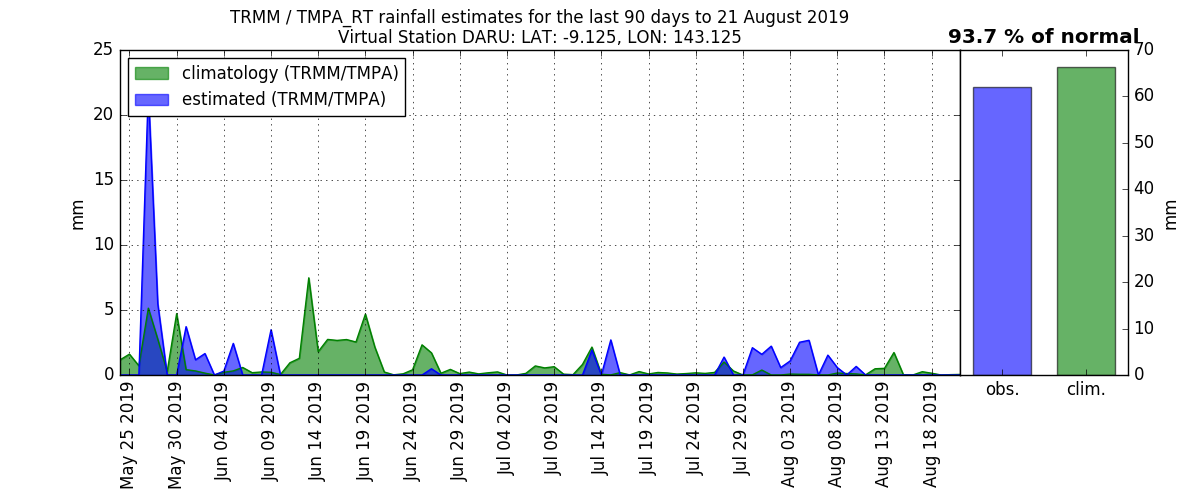 TRMM / TMPA_RT rainfall estimates for the last 90 days to 21 August 2019
Virtual Station DARU: LAT: -9.125, LON: 143.125
93.7 % of normal
climatology (TRMM/TMPA)
estimated (TRMM/TMPA)
25
20
15
10
5
0
mm
May 25 2019
May 30 2019
Jun 04 2019
Jun 09 2019
Jun 14 2019
Jun 19 2019
Jun 24 2019
Jun 29 2019
Jul 04 2019
Jul 09 2019
Jul 14 2019
Jul 19 2019
Jul 24 2019
Jul 29 2019
Aug 03 2019
Aug 08 2019
Aug 13 2019
Aug 18 2019
70
60
50
40
30
20
10
0
mm
obs.
clim.